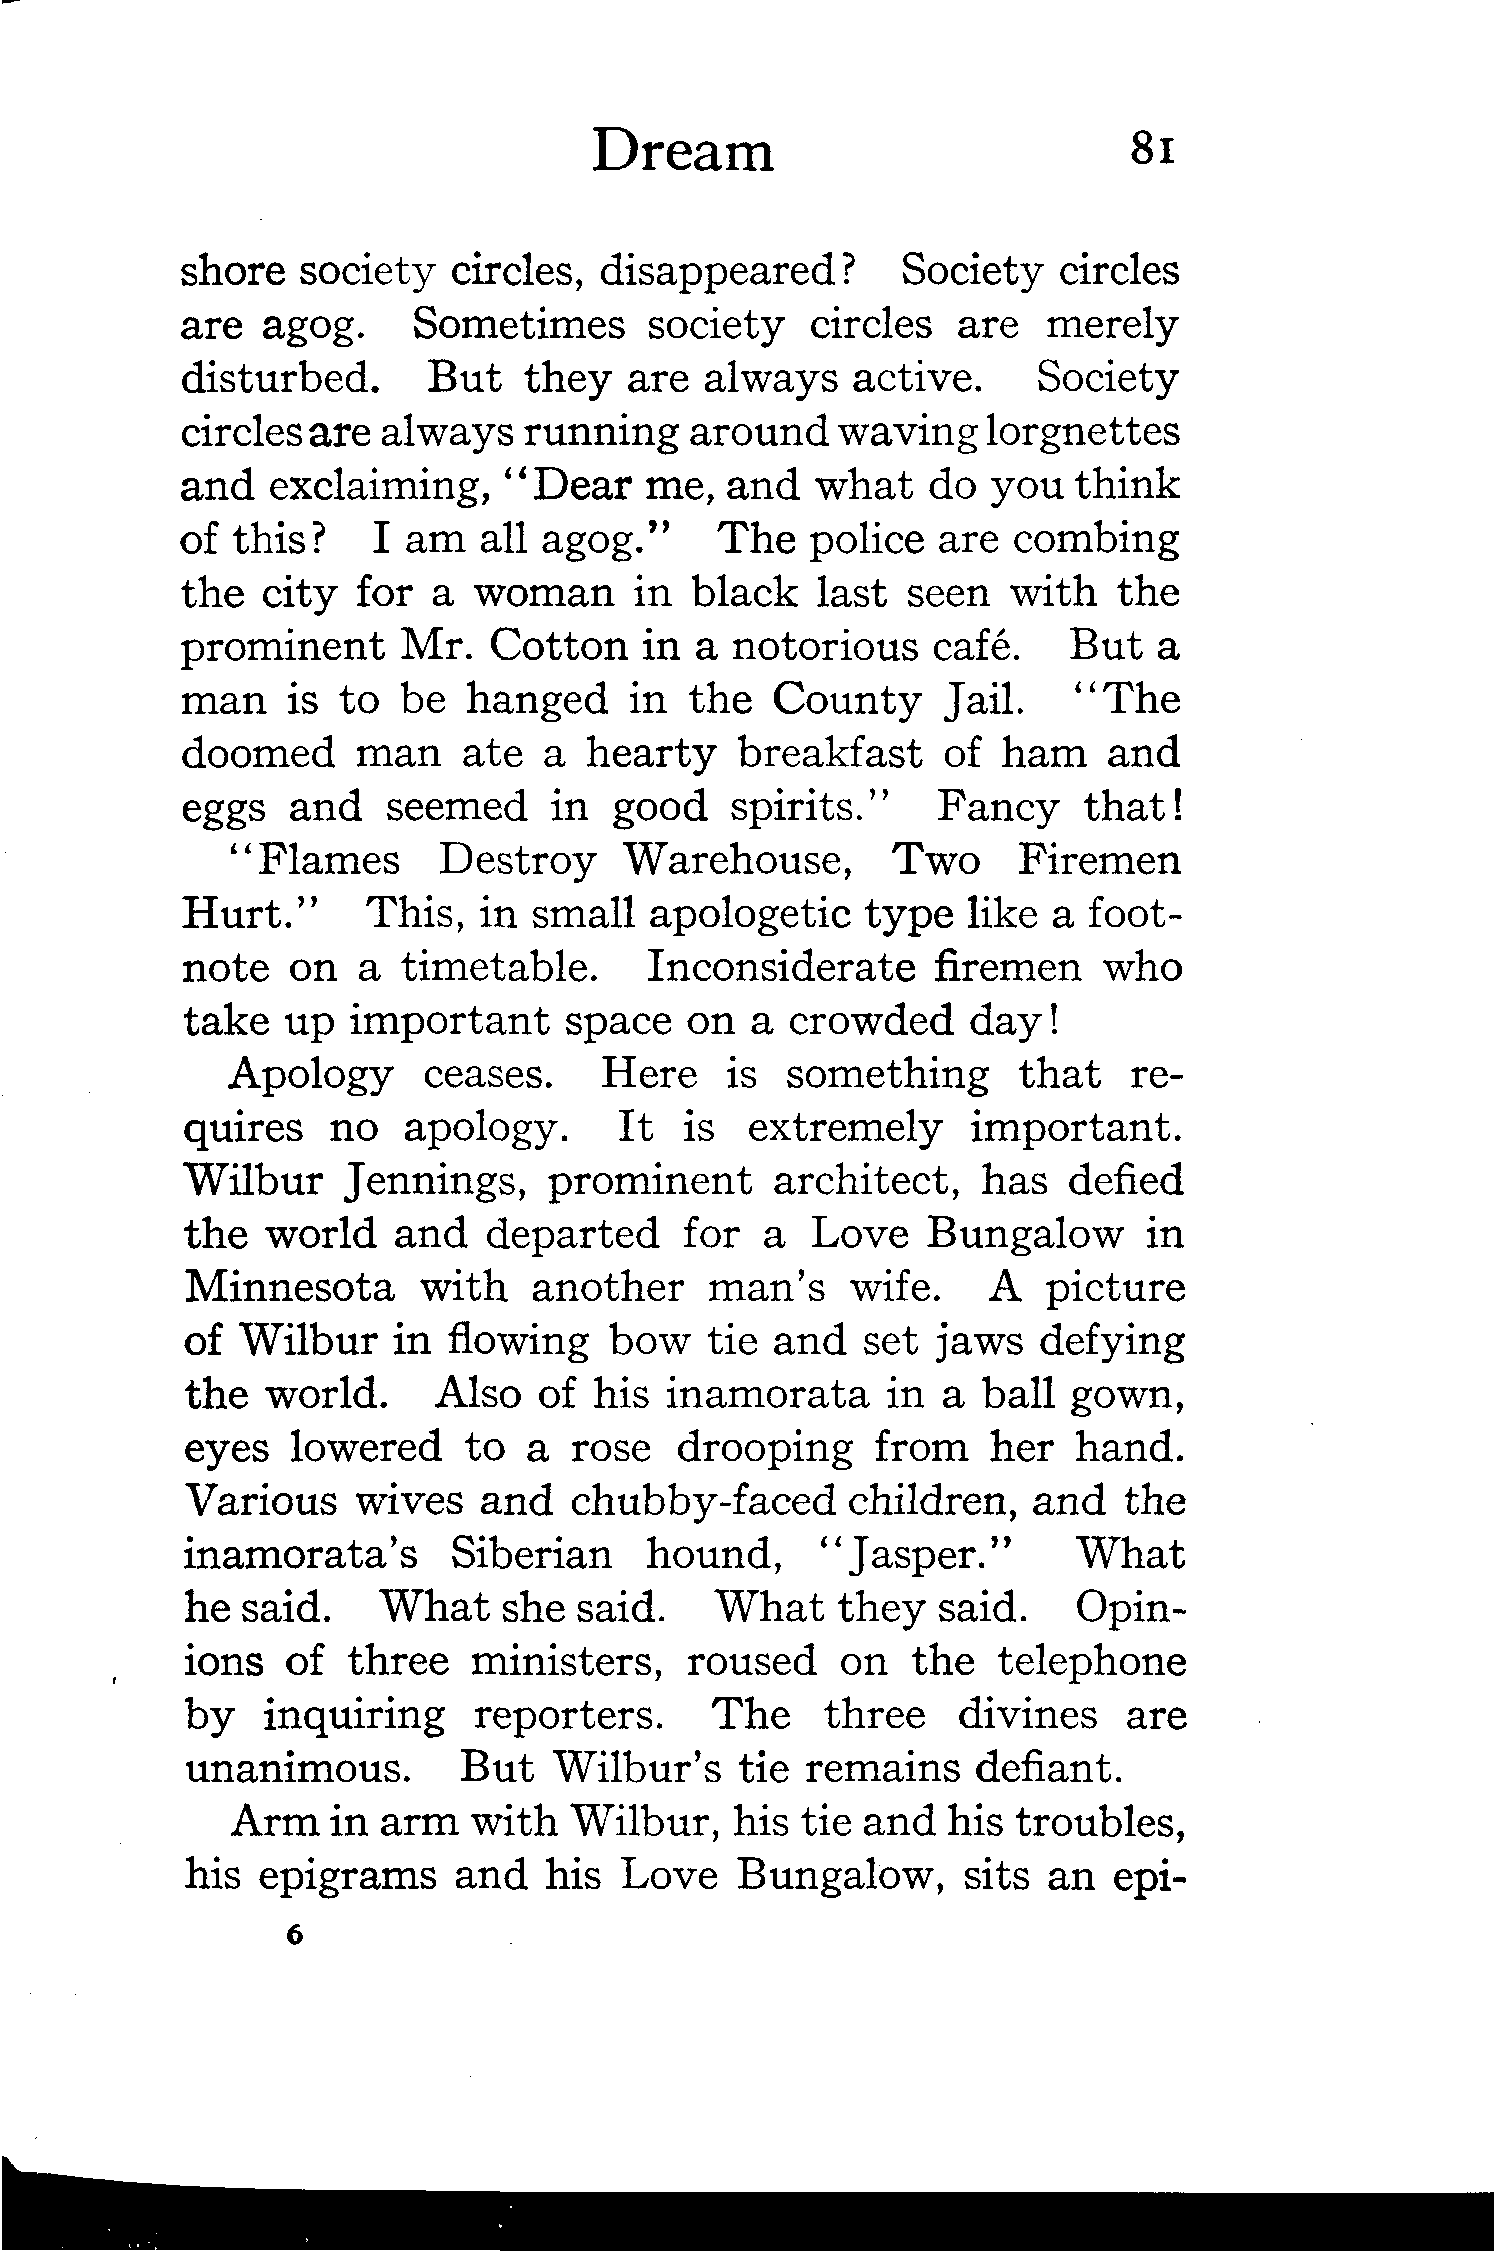 Dream 81
shore society circles, disappeared? Society circles
are agog. Sometimes society circles are merely
disturbed. But they are always active. Society
circles are always running around waving lorgnettes
and exclaiming, "Dear me, and what do you think
of this? I am all agog." The police are combing
the city for a woman in black last seen with the
prominent Mr. Cotton in a notorious café. But a
man is to be hanged in the County Jail. "The
doomed man ate a hearty breakfast of ham and
eggs and seemed in good spirits." Fancy that!
"Flames Destroy Warehouse, Two Firemen
Hurt." This, in small apologetic type like a foot-
note on a timetable. Inconsiderate firemen who
take up important space on a crowded day!
Apology ceases. Here is something that re-
quires no apology. It is extremely important.
Wilbur Jennings, prominent architect, has defied
the world and departed for a Love Bungalow in
Minnesota with another man's wife. A picture
of Wilbur in flowing bow tie and set jaws defying
the world. Also of his inamorata in a ball gown,
eyes lowered to a rose drooping from her hand.
Various wives and chubby-faced children, and the
inamorata's Siberian hound, "Jasper." What
he said. What she said. What they said. Opin-
ions of three ministers, roused on the telephone
by inquiring reporters. The three divines are
unanimous. But Wilbur's tie remains defiant.
Arm in arm with Wilbur, his tie and his troubles,
his epigrams and his Love Bungalow, sits an epi-
6